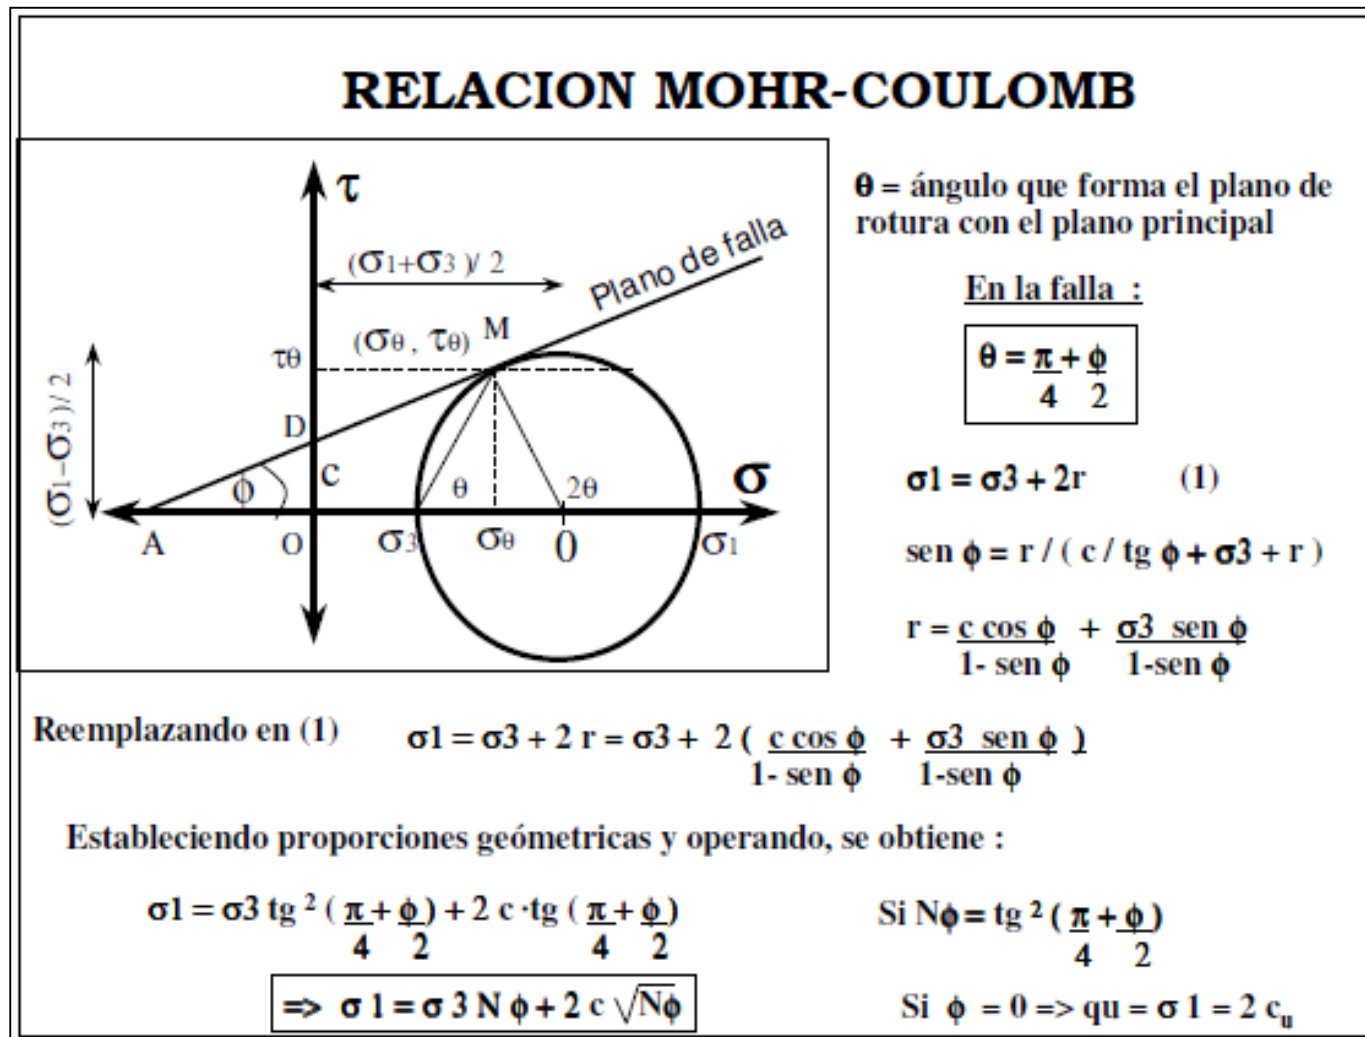 RELACION MOHR-COULOMB
τ
(σ1+σ3)/ 2
Plano de falla
(σθ , τθ) M
τθ
(σ1−σ3)/ 2
D
c
ϕ
θ
2θ
σ
A
O
σ3
σθ
0
σ1
θ = ángulo que forma el plano de
rotura con el plano principal
En la falla :
θ = π/4 + ϕ/2
σ1 = σ3 + 2r (1)
sen ϕ = r / ( c / tg ϕ + σ3 + r )
r = c cos ϕ / 1- sen ϕ + σ3 sen ϕ / 1-sen ϕ
Reemplazando en (1) σ1 = σ3 + 2 r = σ3 + 2 ( c cos ϕ / 1- sen ϕ + σ3 sen ϕ / 1-sen ϕ )
Estableciendo proporciones geómetricas y operando, se obtiene :
σ1 = σ3 tg ² ( π/4 + ϕ/2 ) + 2 c ·tg ( π/4 + ϕ/2 )
Si Nϕ = tg ² ( π/4 + ϕ/2 )
=> σ 1 = σ 3 N ϕ + 2 c √Nϕ
Si ϕ = 0 => qu = σ 1 = 2 cᵤ